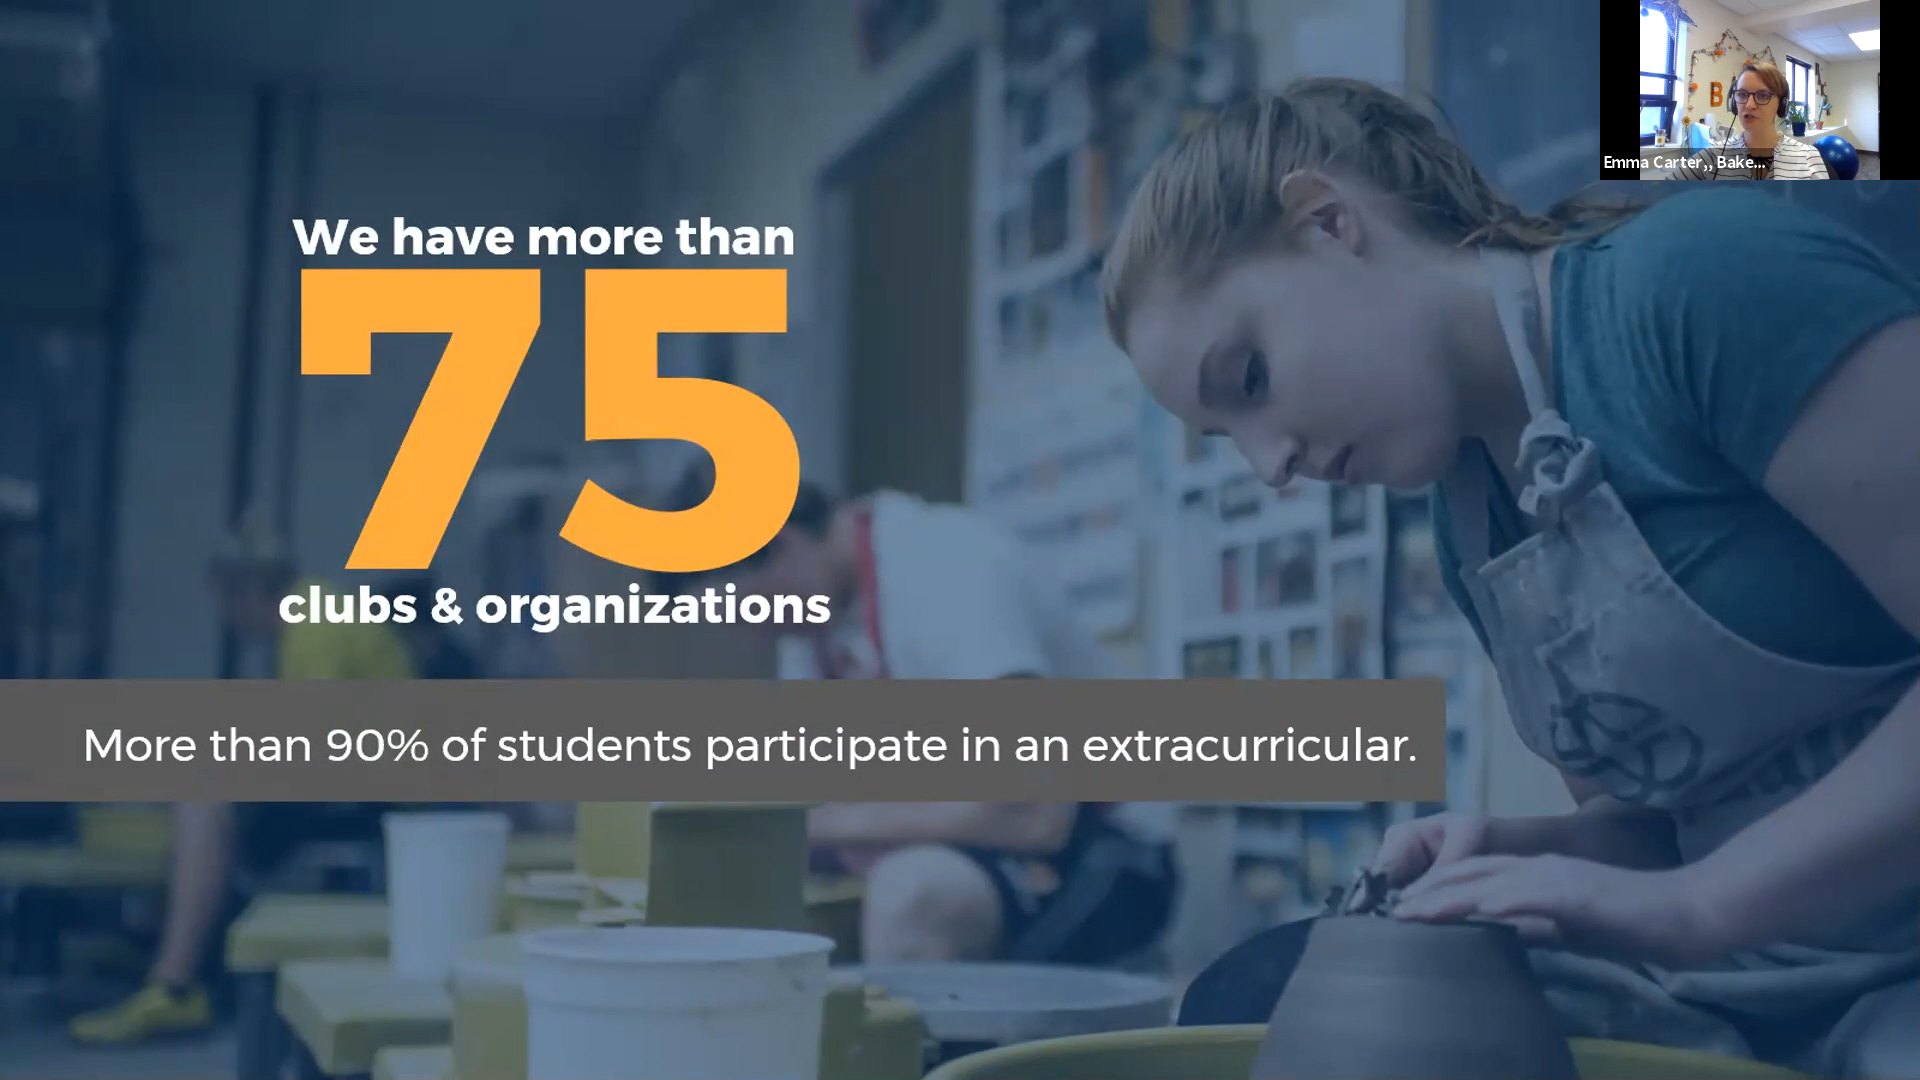 Emma Carter,, Bake...
B
We have more than
75
clubs & organizations
More than 90% of students participate in an extracurricular.